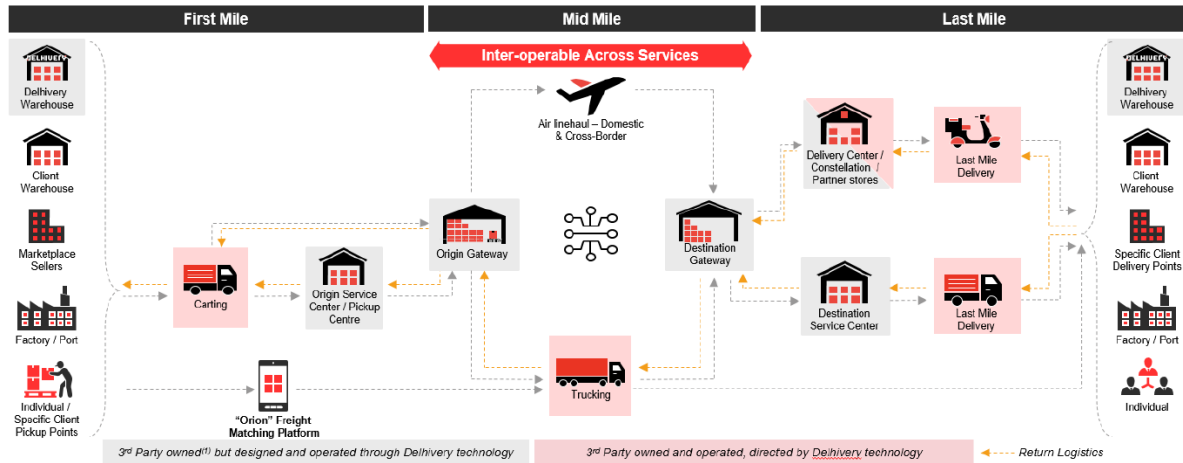 First Mile
Mid Mile
Last Mile
Inter-operable Across Services
DELHIVERY
Delhivery
Warehouse
Client
Warehouse
Marketplace
Sellers
Factory / Port
Individual /
Specific Client
Pickup Points
Carting
Origin Service
Center / Pickup
Centre
"Orion" Freight
Matching Platform
Origin Gateway
Air linehaul – Domestic
& Cross-Border
Trucking
Destination
Gateway
Delivery Center /
Constellation /
Partner stores
Last Mile
Delivery
Destination
Service Center
Last Mile
Delivery
DELHIVERY
Delhivery
Warehouse
Client
Warehouse
Specific Client
Delivery Points
Factory / Port
Individual
3rd Party owned(1) but designed and operated through Delhivery technology
3rd Party owned and operated, directed by Delhivery technology
Return Logistics